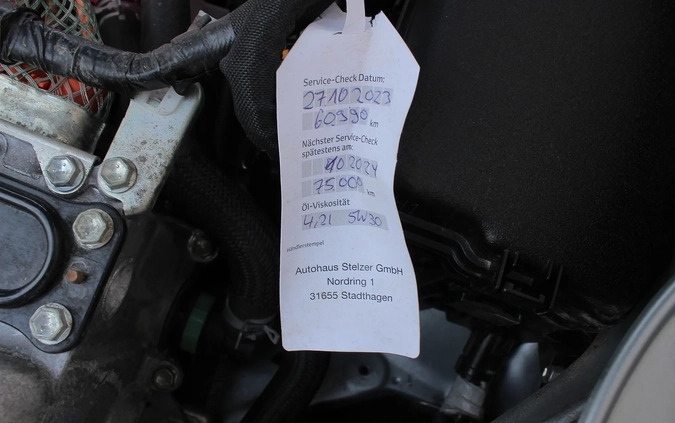 Service-Check Datum:
27 10 2023
60390 km
Nächster Service-Check
spätestens am:
10 2024
75.000 km
Öl-Viskosität
4,2l 5W30
Händlerstempel
Autohaus Stelzer GmbH
Nordring 1
31655 Stadthagen